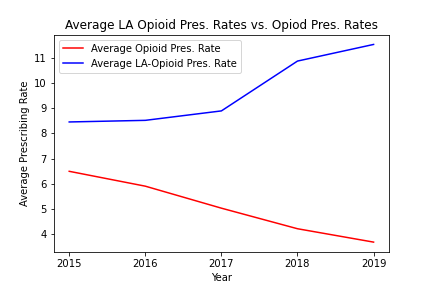 Average LA Opioid Pres. Rates vs. Opiod Pres. Rates
Average Opioid Pres. Rate
Average LA-Opioid Pres. Rate
Average Prescribing Rate
11
10
9
8
7
6
5
4
2015 2016 2017 2018 2019
Year